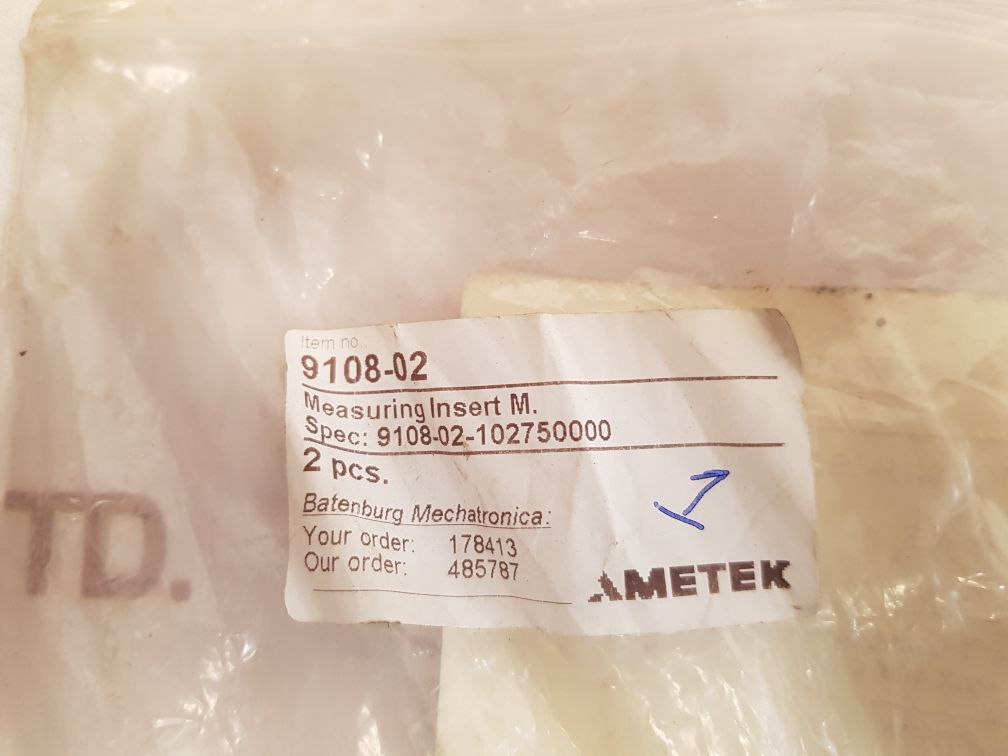 Item no.:
9108-02
Measuring Insert M.
Spec: 9108-02-102750000
2 pcs.
1
Batenburg Mechatronica:
Your order: 178413
Our order: 485787
AMETEK
TD.